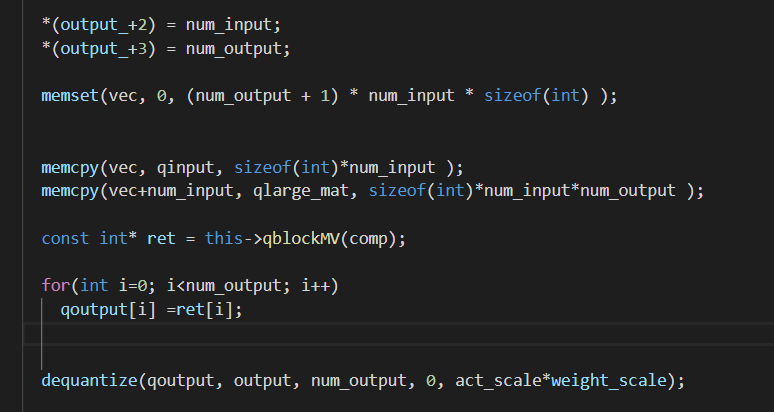 *(output_+2) = num_input;
*(output_+3) = num_output;
memset(vec, 0, (num_output + 1) * num_input * sizeof(int) );
memcpy(vec, qinput, sizeof(int)*num_input );
memcpy(vec+num_input, qlarge_mat, sizeof(int)*num_input*num_output );
const int* ret = this->qblockMV(comp);
for(int i=0; i<num_output; i++)
qoutput[i] =ret[i];
dequantize(qoutput, output, num_output, 0, act_scale*weight_scale);